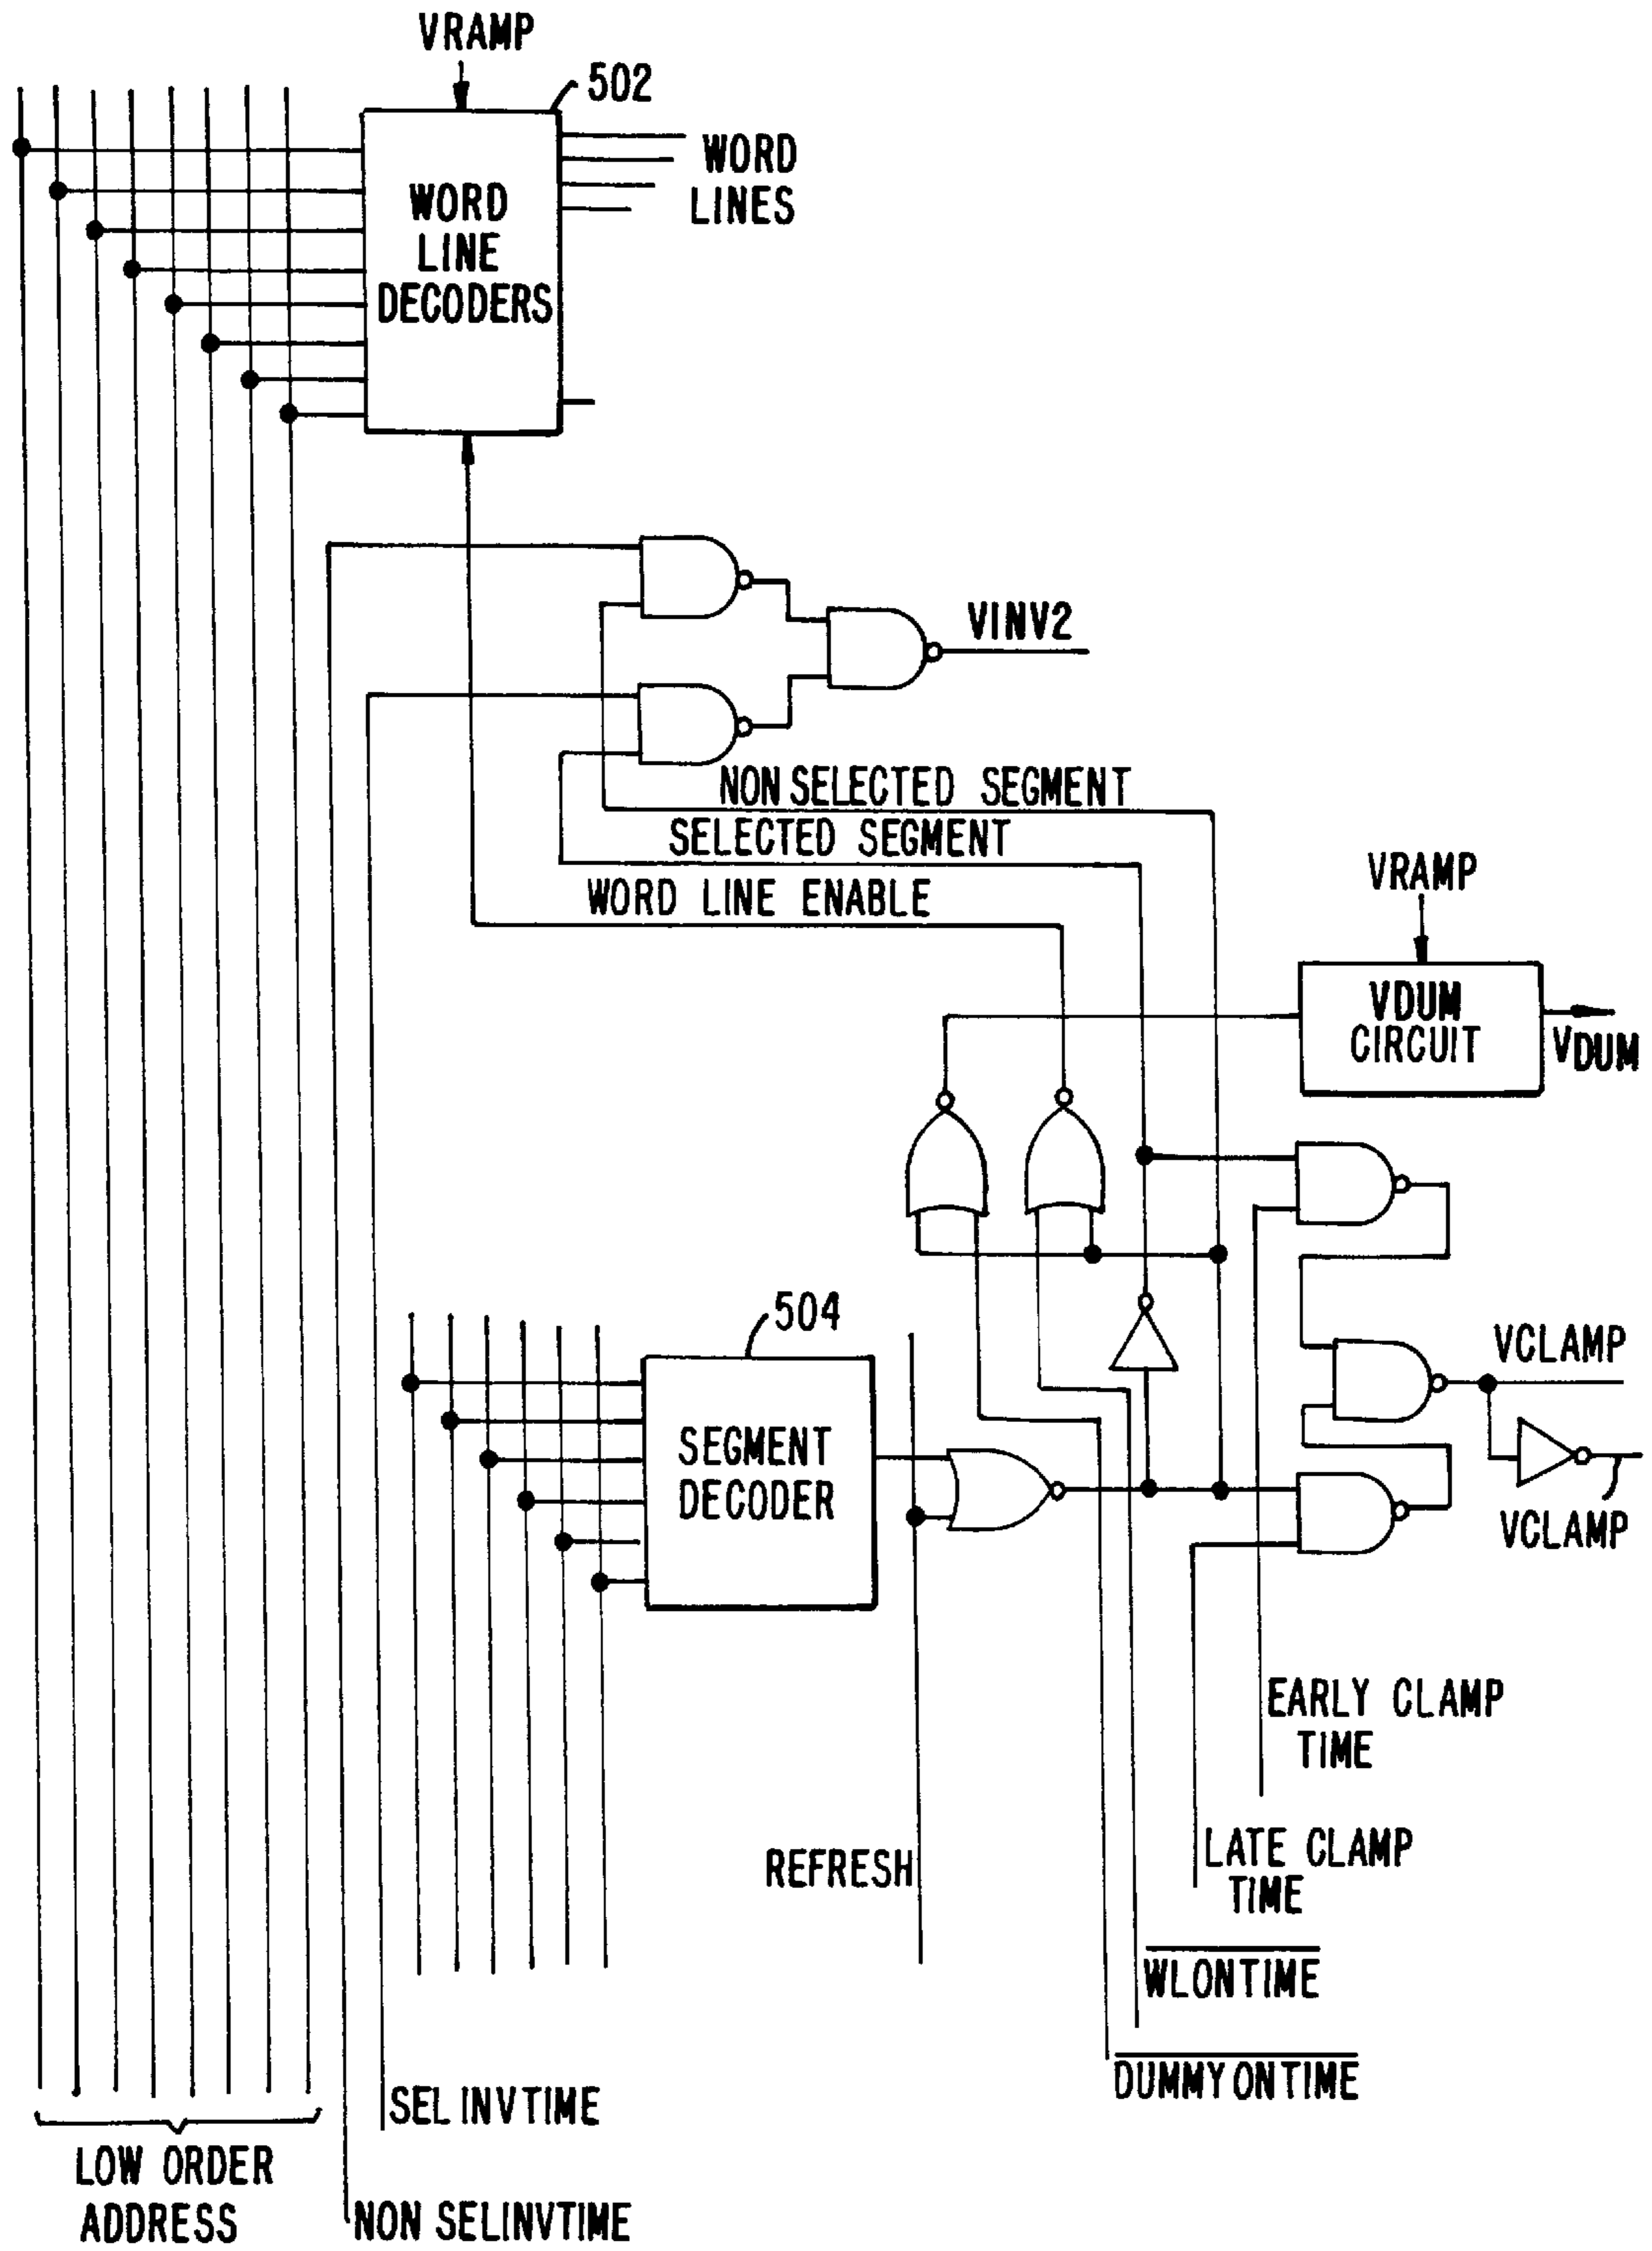 VRAMP
502
WORD
LINES
WORD
LINE
DECODERS
VINV2
NON SELECTED SEGMENT
SELECTED SEGMENT
WORD LINE ENABLE
VRAMP
VDUM
CIRCUIT
VDUM
504
SEGMENT
DECODER
VCLAMP
VCLAMP
EARLY CLAMP
TIME
REFRESH
LATE CLAMP
TIME
WLONTIME
DUMMY ONTIME
SEL INVTIME
LOW ORDER
ADDRESS
NON SELINVTIME